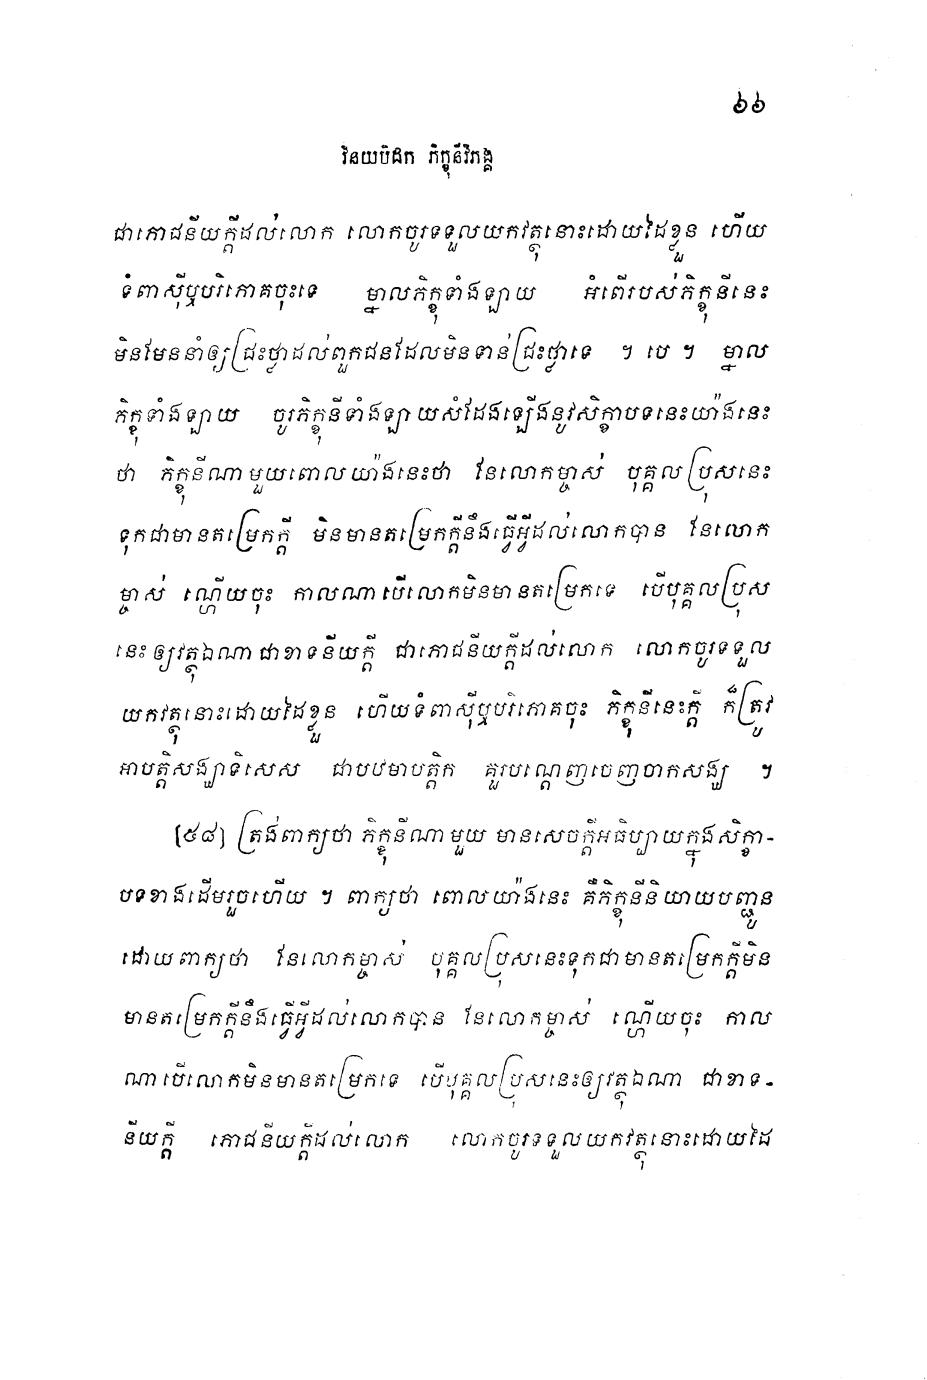 ៦៦
វិនយបិដក ភិក្ខុនីវិភង្គ
ជាភោជនីយក្តីដល់លោក លោកចូរទទួលយកវត្ថុនោះដោយដៃខ្លួន ហើយ
ទំពាស៊ីឬបរិភោគចុះទេ ម្នាលភិក្ខុទាំងឡាយ អំពើរបស់ភិក្ខុនីនេះ
មិនមែននាំឲ្យជ្រះថ្លាដល់ពួកជនដែលមិនទាន់ជ្រះថ្លាទេ ។ បេ ។ ម្នាល
ភិក្ខុទាំងឡាយ ចូរភិក្ខុនីទាំងឡាយសំដែងឡើងនូវសិក្ខាបទនេះយ៉ាងនេះ
ថា ភិក្ខុនីណាមួយពោលយ៉ាងនេះថា នែលោកម្ចាស់ បុគ្គលប្រុសនេះ
ទុកជាមានតម្រេកក្តី មិនមានតម្រេកក្តីនឹងធ្វើអ្វីដល់លោកបាន នែលោក
ម្ចាស់ ណ្ហើយចុះ កាលណាបើលោកមិនមានតម្រេកទេ បើបុគ្គលប្រុស
នេះឲ្យវត្ថុឯណាជាខាទនីយក្តី ជាភោជនីយក្តីដល់លោក លោកចូរទទួល
យកវត្ថុនោះដោយដៃខ្លួន ហើយទំពាស៊ីឬបរិភោគចុះ ភិក្ខុនីនេះក្តី ក៏ត្រូវ
អាបត្តិសង្ឃាទិសេស ជាបឋមាបត្តិក គួរបណ្តេញចេញចាកសង្ឃ ។
[៥៨] ត្រង់ពាក្យថា ភិក្ខុនីណាមួយ មានសេចក្តីអធិប្បាយក្នុងសិក្ខា-
បទខាងដើមរួចហើយ ។ ពាក្យថា ពោលយ៉ាងនេះ គឺភិក្ខុនីនិយាយបញ្ជូន
ដោយពាក្យថា នែលោកម្ចាស់ បុគ្គលប្រុសនេះទុកជាមានតម្រេកក្តីមិន
មានតម្រេកក្តីនឹងធ្វើអ្វីដល់លោកបាន នែលោកម្ចាស់ ណ្ហើយចុះ កាល
ណាបើលោកមិនមានតម្រេកទេ បើបុគ្គលប្រុសនេះឲ្យវត្ថុឯណា ជាខាទ-
នីយក្តី ភោជនីយក្តីដល់លោក លោកចូរទទួលយកវត្ថុនោះដោយដៃ